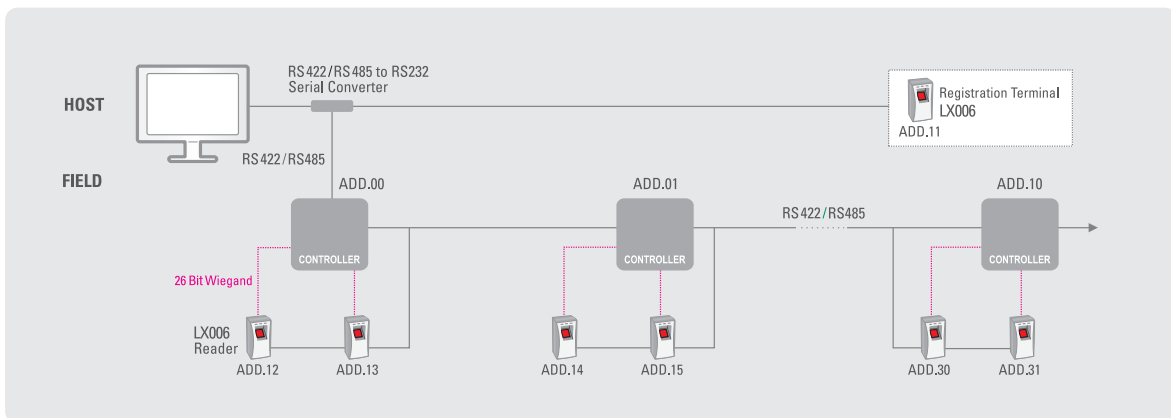 RS422/RS485 to RS232
Serial Converter
HOST
Registration Terminal
LX006
ADD.11
RS422/RS485
FIELD
ADD.00
ADD.01
ADD.10
RS422/RS485
CONTROLLER
CONTROLLER
CONTROLLER
26 Bit Wiegand
LX006
Reader
ADD.12
ADD.13
ADD.14
ADD.15
ADD.30
ADD.31